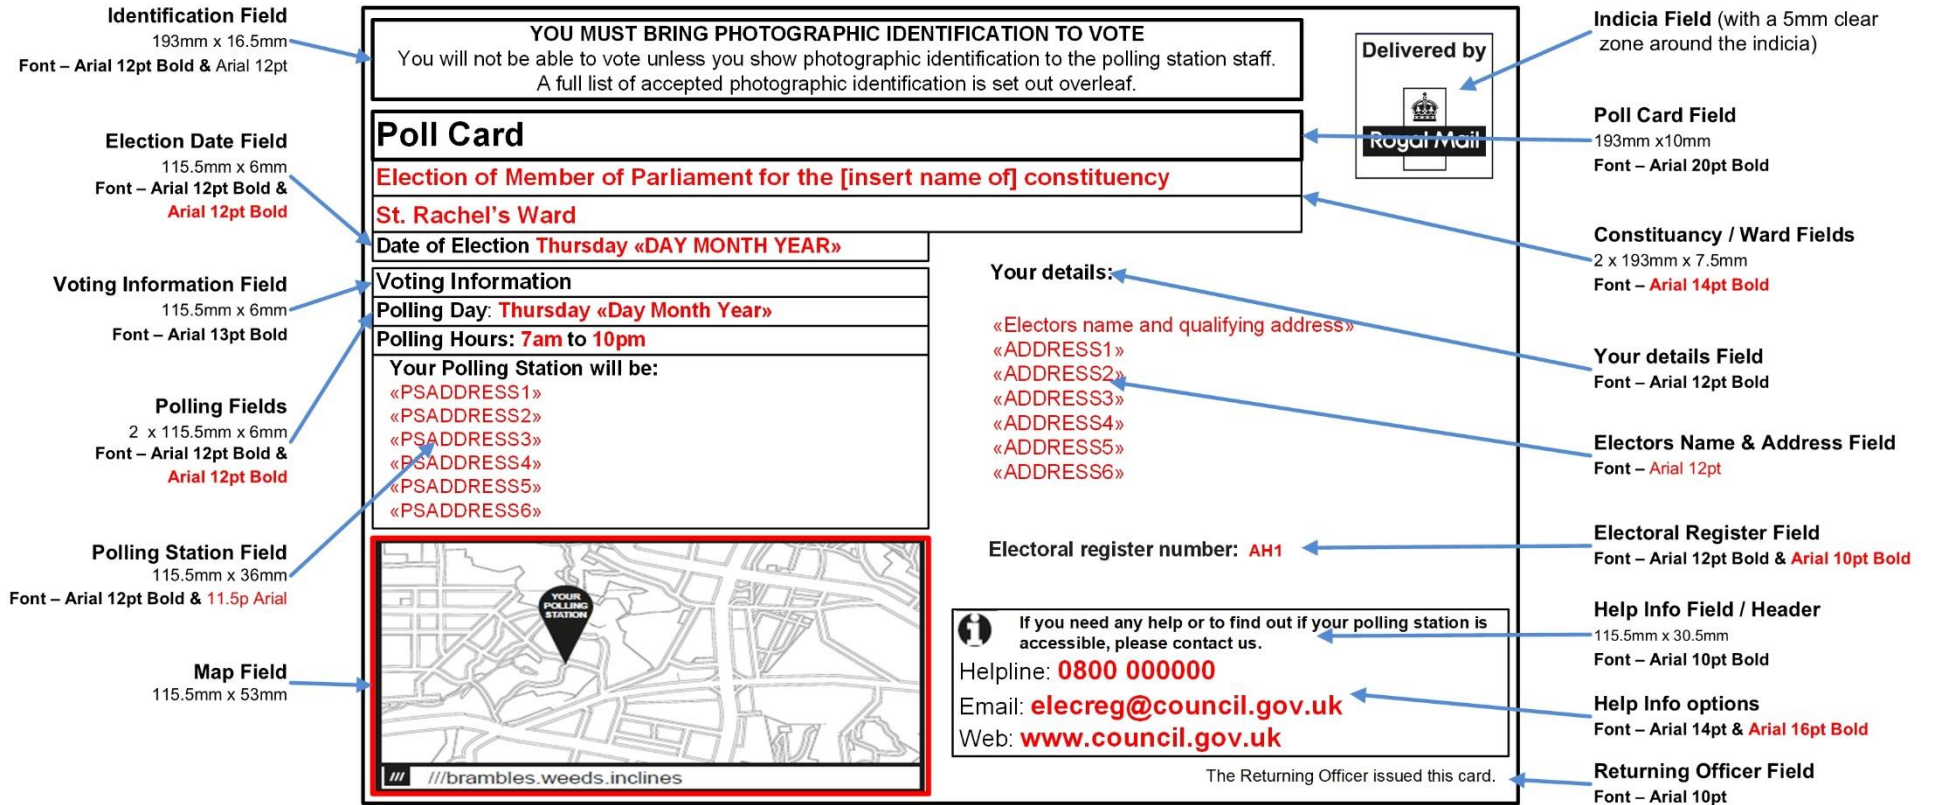 Identification Field
193mm x 16.5mm
Font – Arial 12pt Bold & Arial 12pt
Election Date Field
115.5mm x 6mm
Font – Arial 12pt Bold &
Arial 12pt Bold
Voting Information Field
115.5mm x 6mm
Font – Arial 13pt Bold
Polling Fields
2 x 115.5mm x 6mm
Font – Arial 12pt Bold &
Arial 12pt Bold
Polling Station Field
115.5mm x 36mm
Font – Arial 12pt Bold & 11.5p Arial
Map Field
115.5mm x 53mm
YOU MUST BRING PHOTOGRAPHIC IDENTIFICATION TO VOTE
You will not be able to vote unless you show photographic identification to the polling station staff.
A full list of accepted photographic identification is set out overleaf.
Poll Card
Election of Member of Parliament for the [insert name of] constituency
St. Rachel's Ward
Date of Election Thursday «DAY MONTH YEAR»
Voting Information
Polling Day: Thursday «Day Month Year»
Polling Hours: 7am to 10pm
Your Polling Station will be:
«PSADDRESS1»
«PSADDRESS2»
«PSADDRESS3»
«PSADDRESS4»
«PSADDRESS5»
«PSADDRESS6»
YOUR
POLLING
STATION
/// ///brambles.weeds.inclines
Delivered by
Royal Mail
Your details:
«Electors name and qualifying address»
«ADDRESS1»
«ADDRESS2»
«ADDRESS3»
«ADDRESS4»
«ADDRESS5»
«ADDRESS6»
Electoral register number: AH1
If you need any help or to find out if your polling station is
accessible, please contact us.
Helpline: 0800 000000
Email: elecreg@council.gov.uk
Web: www.council.gov.uk
The Returning Officer issued this card.
Indicia Field (with a 5mm clear
zone around the indicia)
Poll Card Field
193mm x10mm
Font – Arial 20pt Bold
Constituancy / Ward Fields
2 x 193mm x 7.5mm
Font – Arial 14pt Bold
Your details Field
Font – Arial 12pt Bold
Electors Name & Address Field
Font – Arial 12pt
Electoral Register Field
Font – Arial 12pt Bold & Arial 10pt Bold
Help Info Field / Header
115.5mm x 30.5mm
Font – Arial 10pt Bold
Help Info options
Font – Arial 14pt & Arial 16pt Bold
Returning Officer Field
Font – Arial 10pt